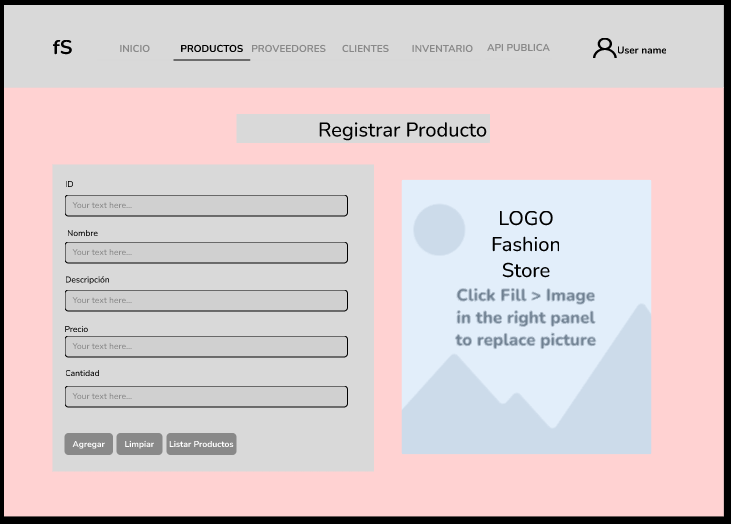 fS INICIO PRODUCTOS PROVEEDORES CLIENTES INVENTARIO API PUBLICA User name
Registrar Producto
ID
Your text here...
Nombre
Your text here...
Descripción
Your text here...
Precio
Your text here...
Cantidad
Your text here...
Agregar Limpiar Listar Productos
LOGO
Fashion
Store
Click Fill > Image
in the right panel
to replace picture